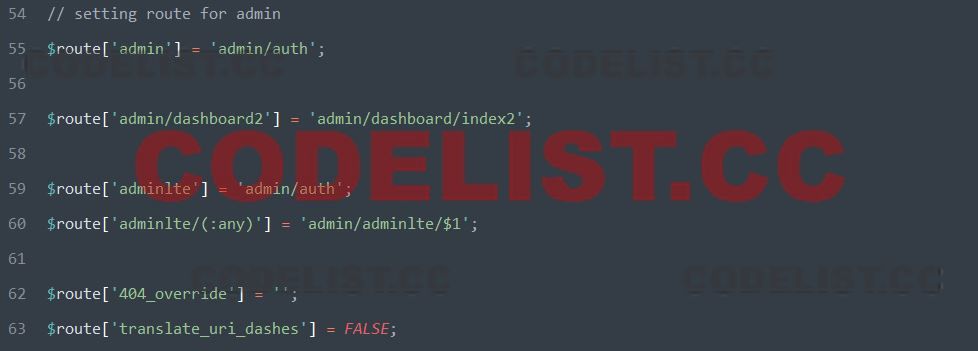 54 // setting route for admin
55 $route['admin'] = 'admin/auth';
CODELIST.CC CODELIST.CC
56
57 $route['admin/dashboard2'] = 'admin/dashboard/index2';
58
CODELIST.CC
59 $route['adminlte'] = 'admin/auth';
60 $route['adminlte/(:any)'] = 'admin/adminlte/$1';
61
CODELIST.CC CODELIST.CC
62 $route['404_override'] = '';
63 $route['translate_uri_dashes'] = FALSE;